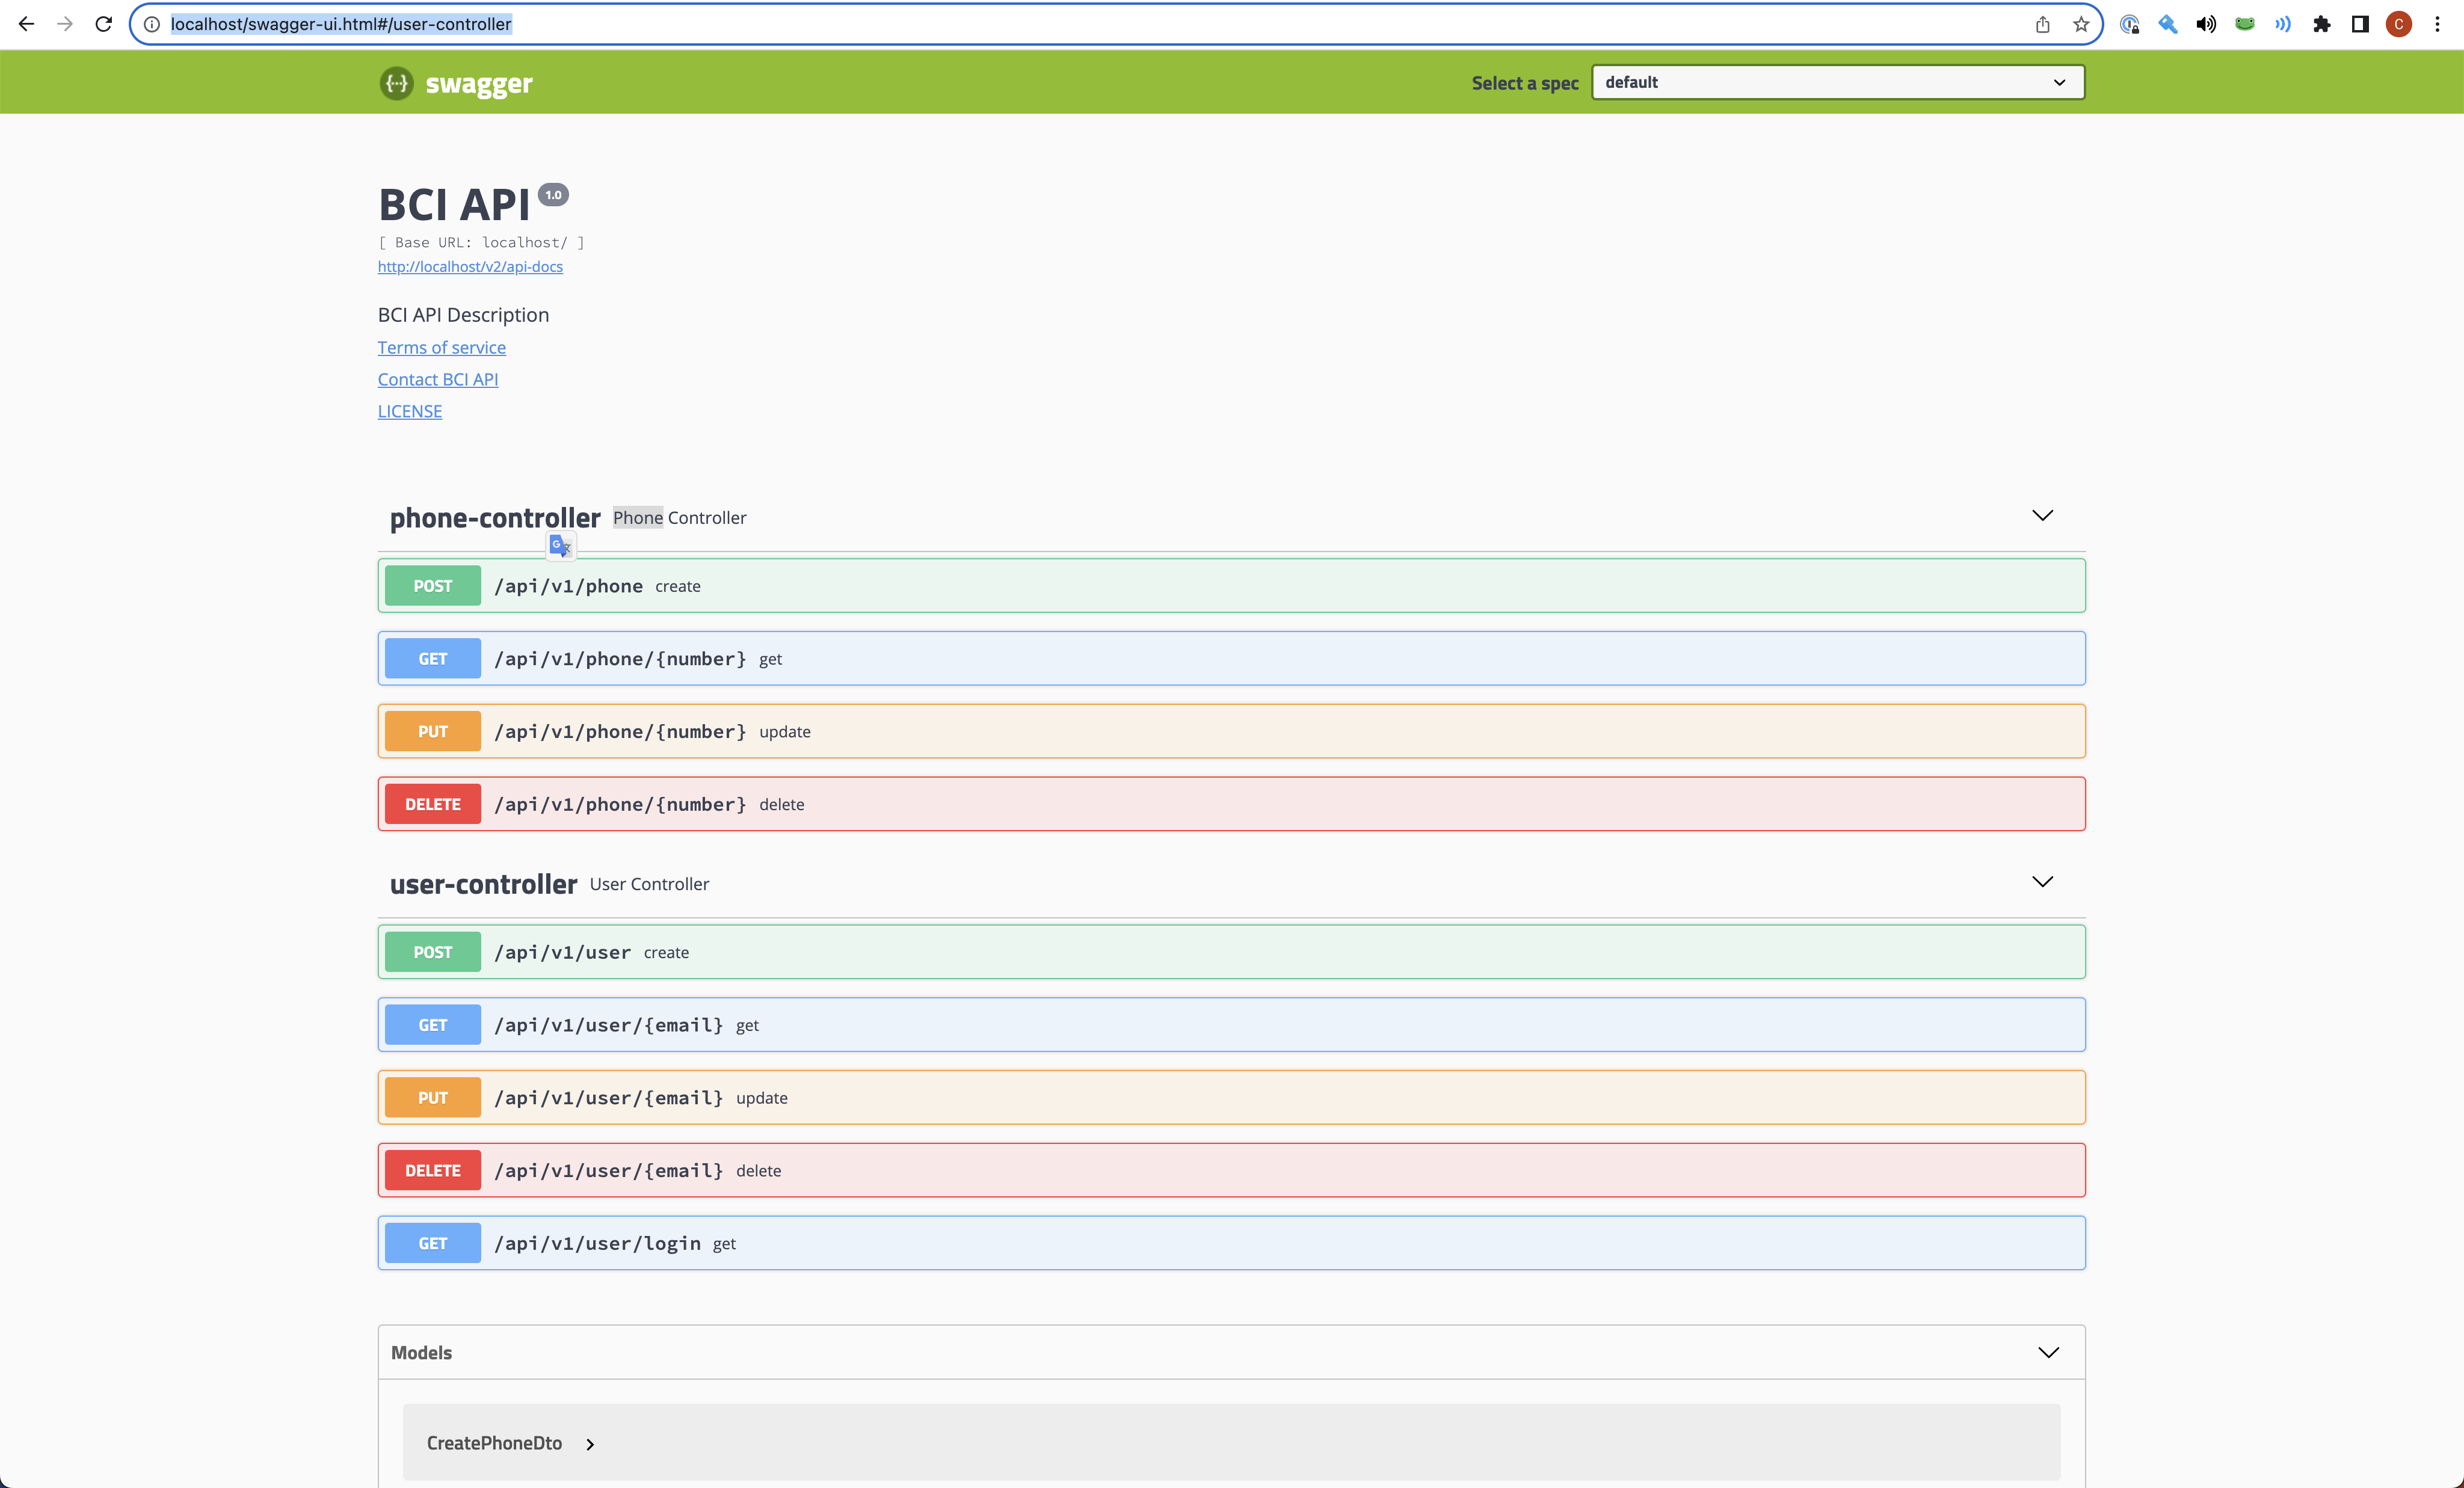 localhost/swagger-ui.html#/user-controller
C
{···} swagger
Select a spec default
BCI API 1.0
[ Base URL: localhost/ ]
http://localhost/v2/api-docs
BCI API Description
Terms of service
Contact BCI API
LICENSE
phone-controller Phone Controller
POST /api/v1/phone create
GET /api/v1/phone/{number} get
PUT /api/v1/phone/{number} update
DELETE /api/v1/phone/{number} delete
user-controller User Controller
POST /api/v1/user create
GET /api/v1/user/{email} get
PUT /api/v1/user/{email} update
DELETE /api/v1/user/{email} delete
GET /api/v1/user/login get
Models
CreatePhoneDto